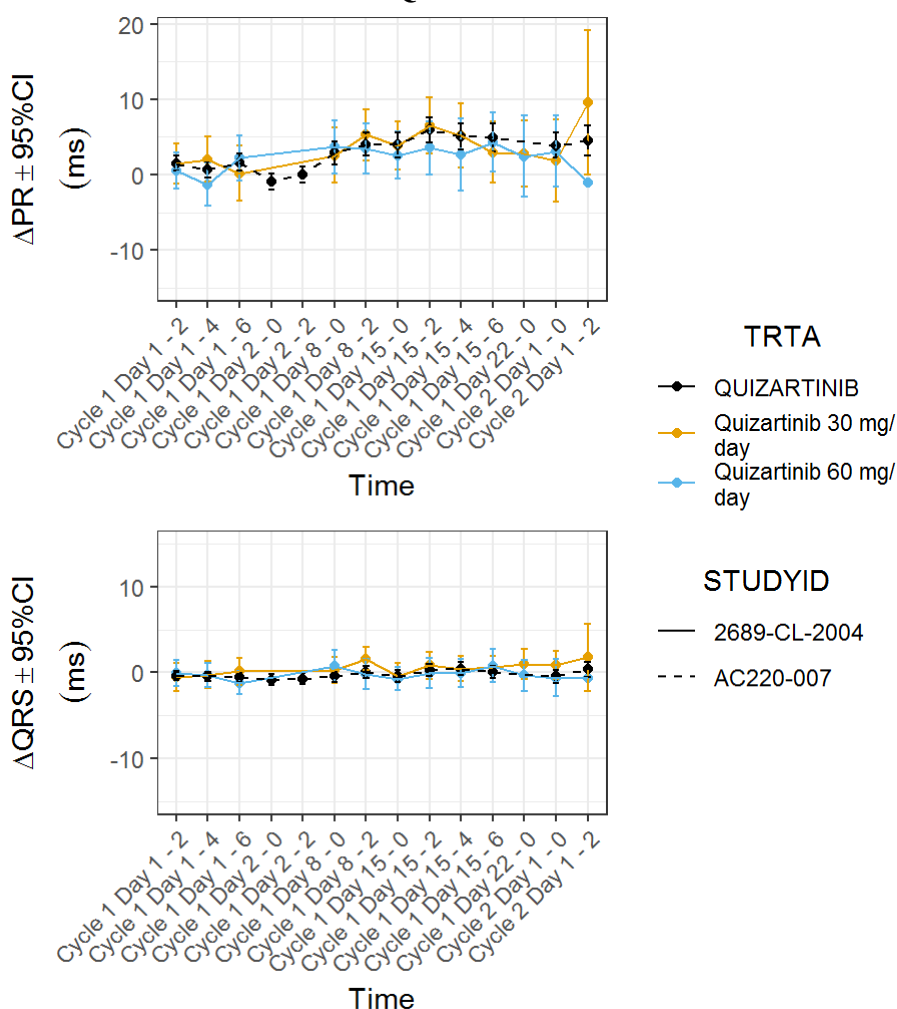 Q
20
10
0
-10
ΔPR ± 95%CI
(ms)
Cycle 1 Day 1 - 2
Cycle 1 Day 1 - 4
Cycle 1 Day 1 - 6
Cycle 1 Day 2 - 0
Cycle 1 Day 2 - 2
Cycle 1 Day 8 - 0
Cycle 1 Day 8 - 2
Cycle 1 Day 15 - 0
Cycle 1 Day 15 - 2
Cycle 1 Day 15 - 4
Cycle 1 Day 15 - 6
Cycle 1 Day 22 - 0
Cycle 2 Day 1 - 0
Cycle 2 Day 1 - 2
Time
TRTA
QUIZARTINIB
Quizartinib 30 mg/
day
Quizartinib 60 mg/
day
STUDYID
2689-CL-2004
AC220-007
10
0
-10
ΔQRS ± 95%CI
(ms)
Cycle 1 Day 1 - 2
Cycle 1 Day 1 - 4
Cycle 1 Day 1 - 6
Cycle 1 Day 2 - 0
Cycle 1 Day 2 - 2
Cycle 1 Day 8 - 0
Cycle 1 Day 8 - 2
Cycle 1 Day 15 - 0
Cycle 1 Day 15 - 2
Cycle 1 Day 15 - 4
Cycle 1 Day 15 - 6
Cycle 1 Day 22 - 0
Cycle 2 Day 1 - 0
Cycle 2 Day 1 - 2
Time